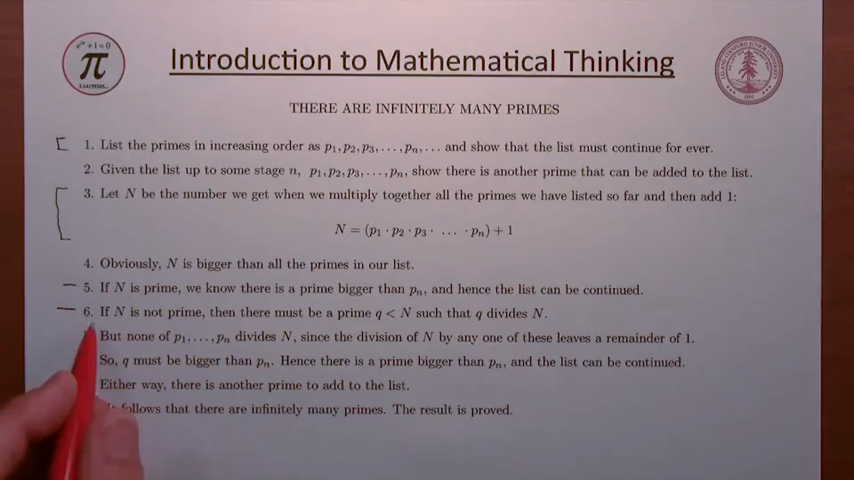 e^{iπ}+1=0
π
3.14159265...
Introduction to Mathematical Thinking
THERE ARE INFINITELY MANY PRIMES
1. List the primes in increasing order as p₁, p₂, p₃, . . . , pₙ, . . . and show that the list must continue for ever.
2. Given the list up to some stage n, p₁, p₂, p₃, . . . , pₙ, show there is another prime that can be added to the list.
3. Let N be the number we get when we multiply together all the primes we have listed so far and then add 1:
N = (p₁ · p₂ · p₃ · . . . · pₙ) + 1
4. Obviously, N is bigger than all the primes in our list.
5. If N is prime, we know there is a prime bigger than pₙ, and hence the list can be continued.
6. If N is not prime, then there must be a prime q < N such that q divides N.
But none of p₁, . . . , pₙ divides N, since the division of N by any one of these leaves a remainder of 1.
So, q must be bigger than pₙ. Hence there is a prime bigger than pₙ, and the list can be continued.
Either way, there is another prime to add to the list.
follows that there are infinitely many primes. The result is proved.